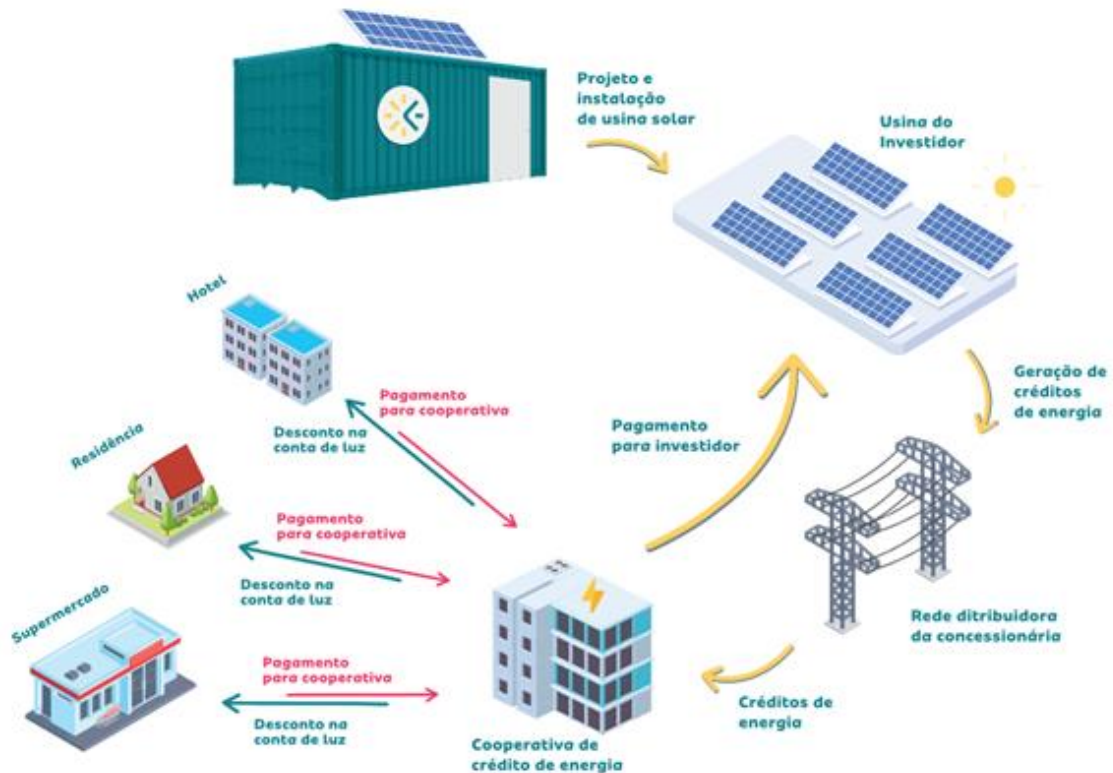 Projeto e
instalação
de usina solar
Usina do
Investidor
Hotel
Pagamento
para cooperativa
Desconto na
conta de luz
Pagamento
para investidor
Geração de
créditos
de energia
Residência
Pagamento
para cooperativa
Desconto na
conta de luz
Rede ditribuidora
da concessionária
Supermercado
Pagamento
para cooperativa
Desconto na
conta de luz
Créditos de
energia
Cooperativa de
crédito de energia